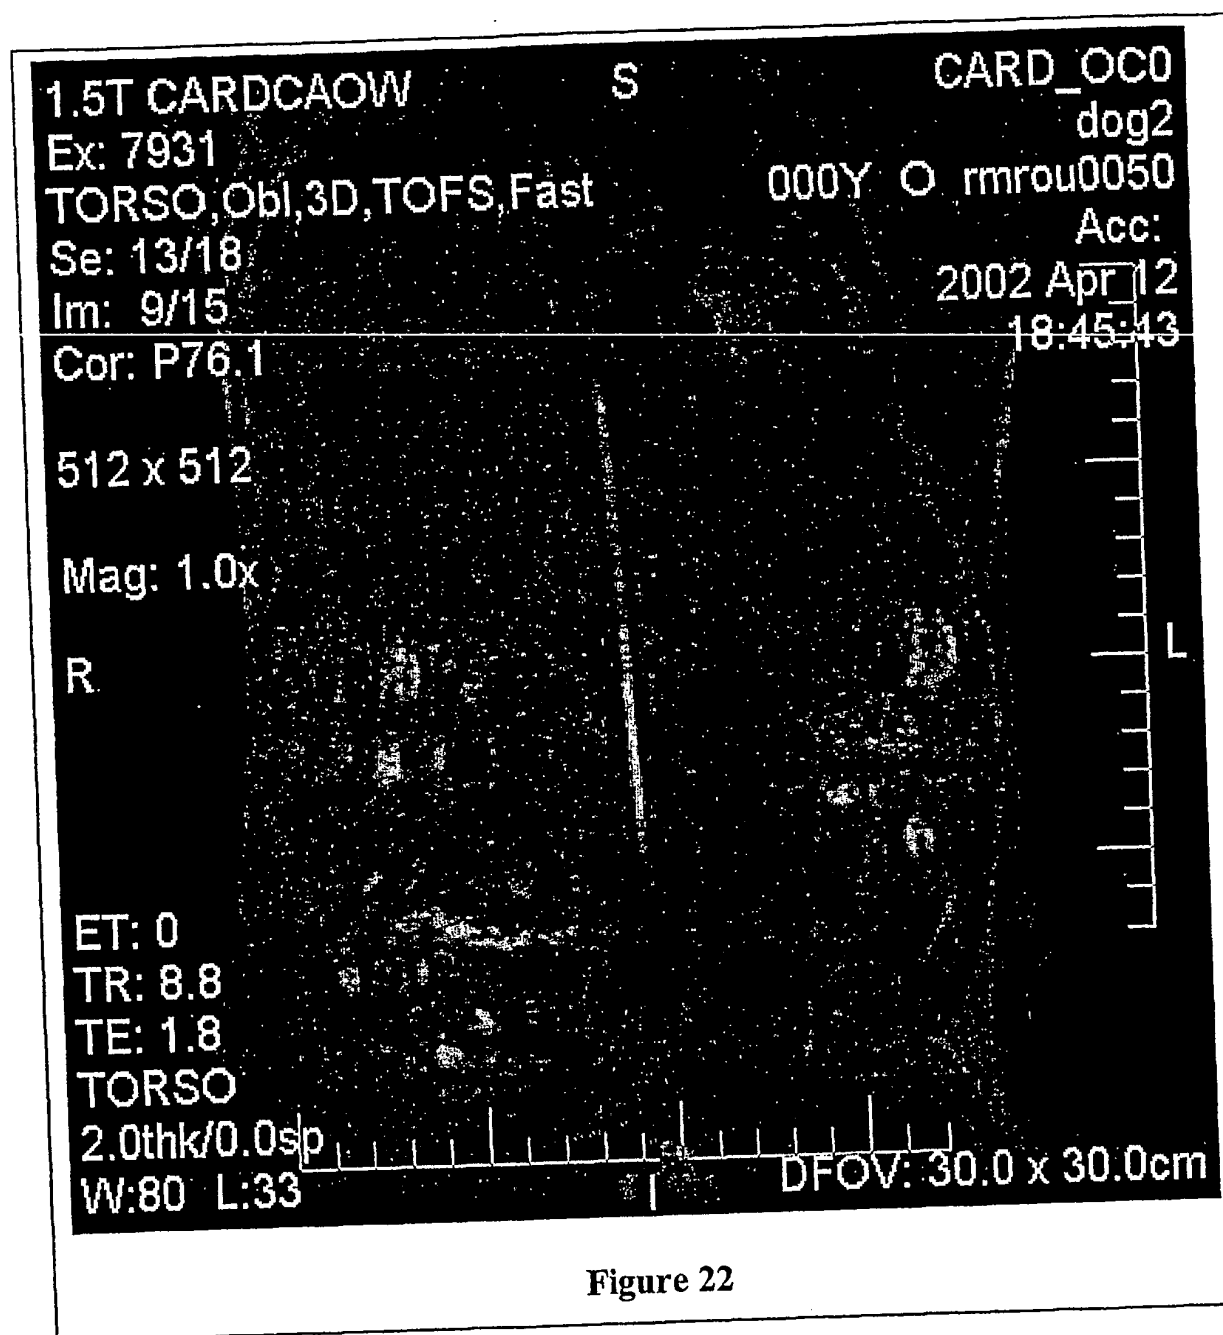 1.5T CARDCAOW
Ex: 7931
TORSO,Obl,3D,TOFS,Fast
Se: 13/18
Im: 9/15
Cor: P76.1
512 x 512
Mag: 1.0x
R
S
CARD_OC0
dog2
000Y O rmrou0050
Acc:
2002 Apr 12
18:45:43
L
ET: 0
TR: 8.8
TE: 1.8
TORSO
2.0thk/0.0sp
W:80 L:33
I
DFOV: 30.0 x 30.0cm
Figure 22